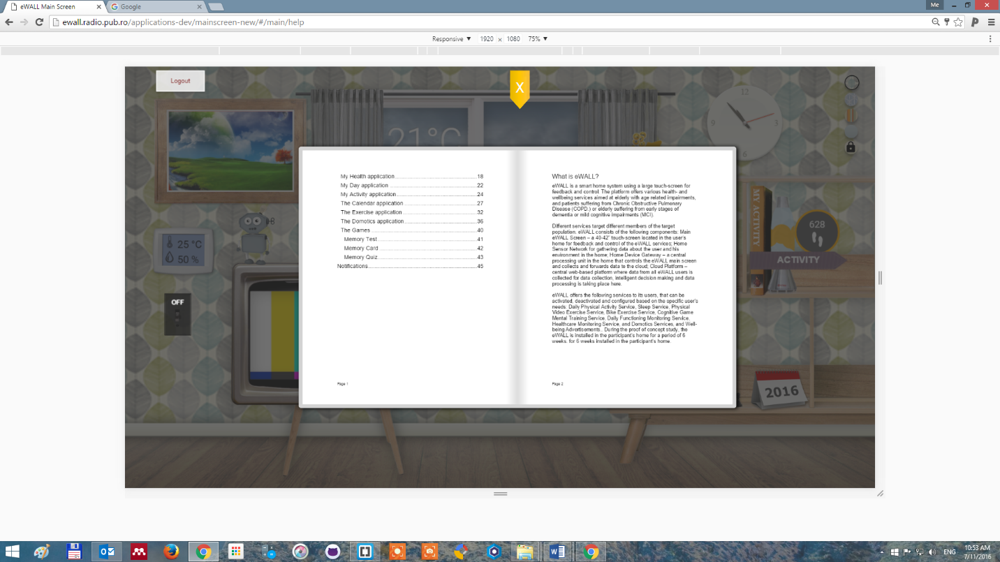 eWALL Main Screen
Google
Me
ewall.radio.pub.ro/applications-dev/mainscreen-new/#/main/help
Responsive ▼ 1920 x 1080 75% ▼
Logout
X
12
3
6
9
21°C
My Health application 18
My Day application 22
My Activity application 24
The Calendar application 27
The Exercise application 32
The Domotics application 36
The Games 40
Memory Test 41
Memory Card 42
Memory Quiz 43
Notifications 45
Page 1
What is eWALL?
eWALL is a smart home system using a large touch-screen for
feedback and control. The platform offers various health- and
wellbeing services aimed at elderly with age related impairments,
and patients suffering from Chronic Obstructive Pulmonary
Disease (COPD,) or elderly suffering from early stages of
dementia or mild cognitive impairments (MCI).
Different services target different members of the target
population. eWALL consists of the following components: Main
eWALL Screen – a 40-42" touch-screen located in the user's
home for feedback and control of the eWALL services; Home
Sensor Network for gathering data about the user and his
environment in the home; Home Device Gateway – a central
processing unit in the home that controls the eWALL main screen
and collects and forwards data to the cloud; Cloud Platform –
central web-based platform where data from all eWALL users is
collected for data collection, intelligent decision making and data
processing is taking place here.
eWALL offers the following services to its users, that can be
activated, deactivated and configured based on the specific user's
needs: Daily Physical Activity Service, Sleep Service, Physical
Video Exercise Service, Bike Exercise Service, Cognitive Game
Mental Training Service, Daily Functioning Monitoring Service,
Healthcare Monitoring Service, and Domotics Services, and Well-
being Advertisements.. During the proof of concept study, the
eWALL is installed in the participant's home for a period of 6
weeks. for 6 weeks installed in the participant's home.
Page 2
25 °C
50 %
OFF
MY ACTIVITY
628
ACTIVITY
2016
ENG
10:53 AM
7/11/2016